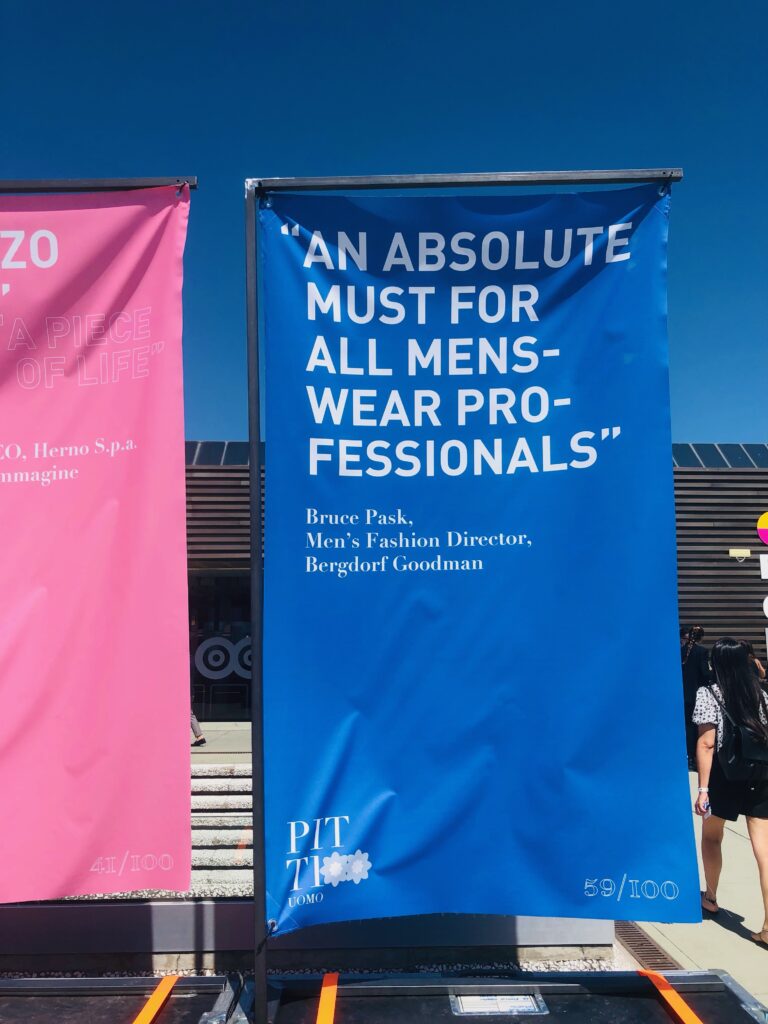 ZO
”
“A PIECE
OF LIFE”
EO, Herno S.p.a.
mmagine
41/100
“AN ABSOLUTE
MUST FOR
ALL MENS-
WEAR PRO-
FESSIONALS”
Bruce Pask,
Men’s Fashion Director,
Bergdorf Goodman
PIT
TI
UOMO
59/100